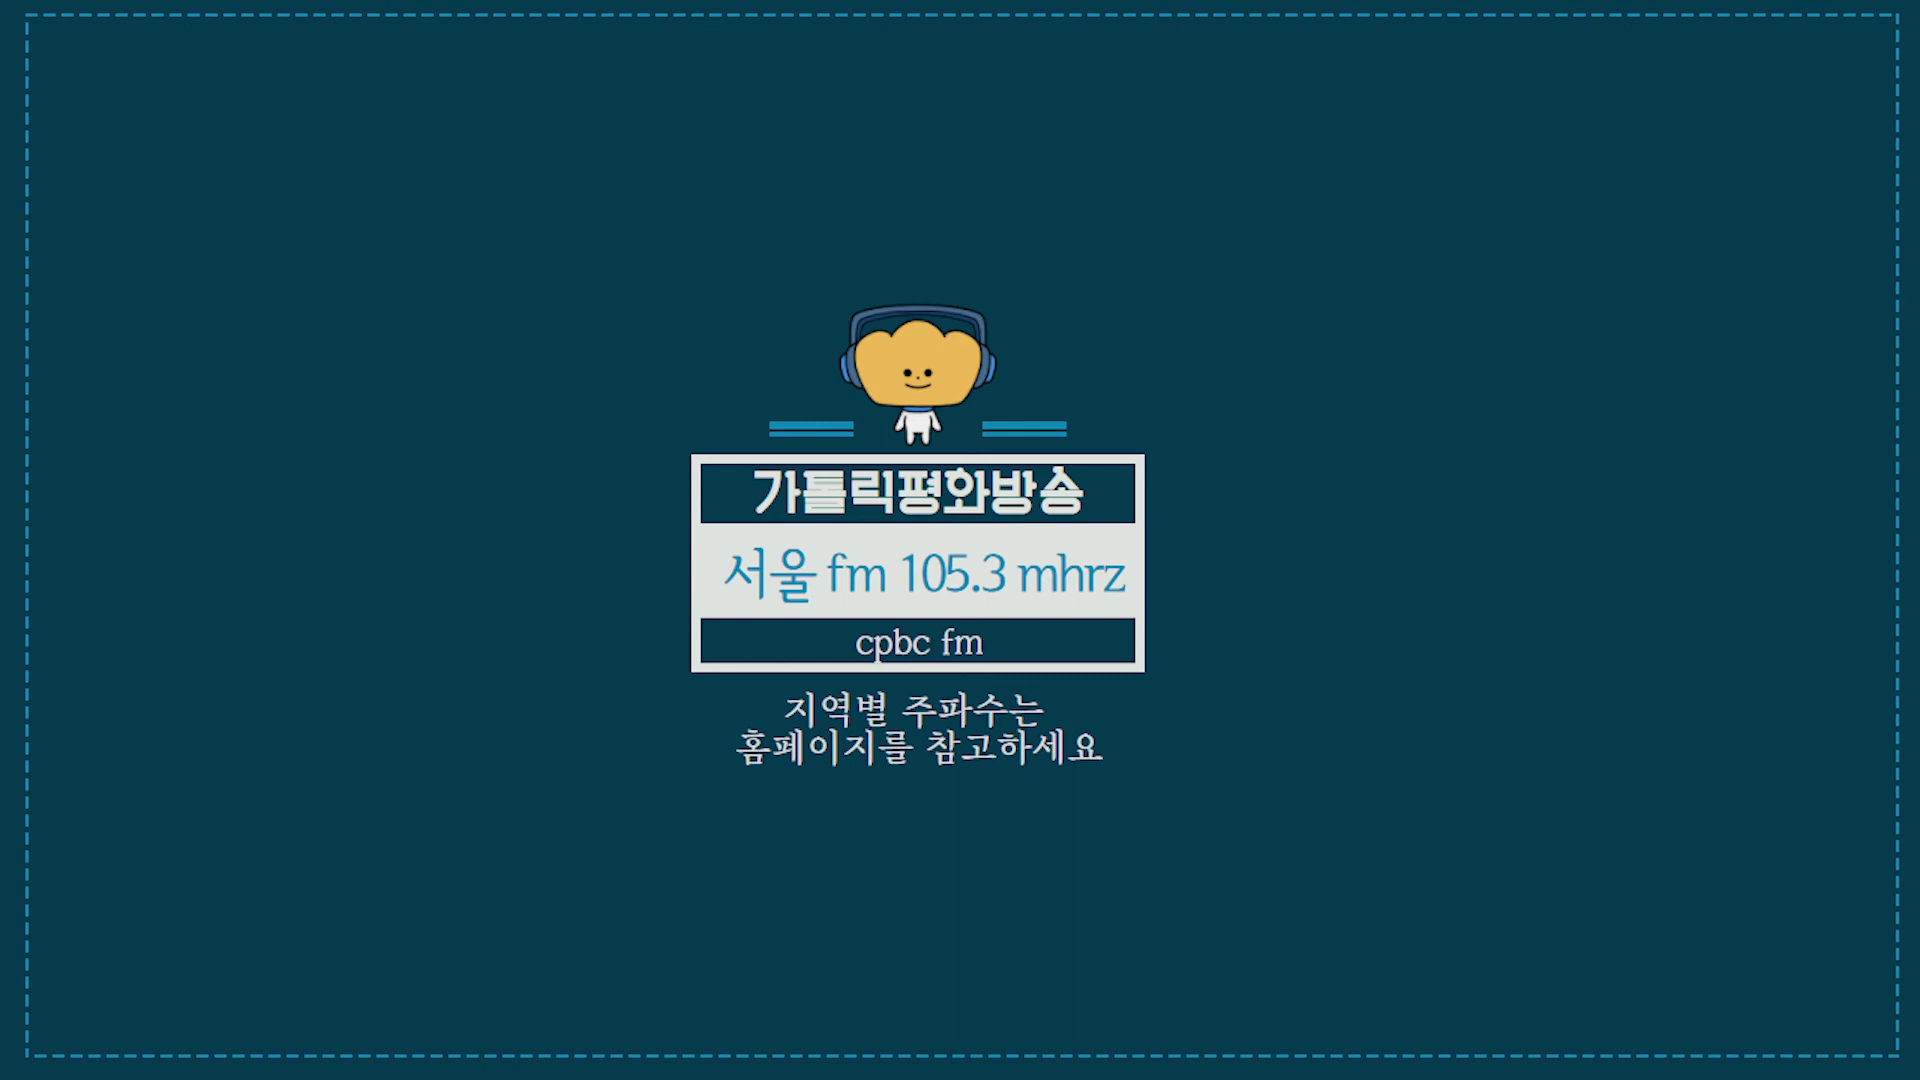 가톨릭평화방송
서울 fm 105.3 mhrz
cpbc fm
지역별 주파수는
홈페이지를 참고하세요